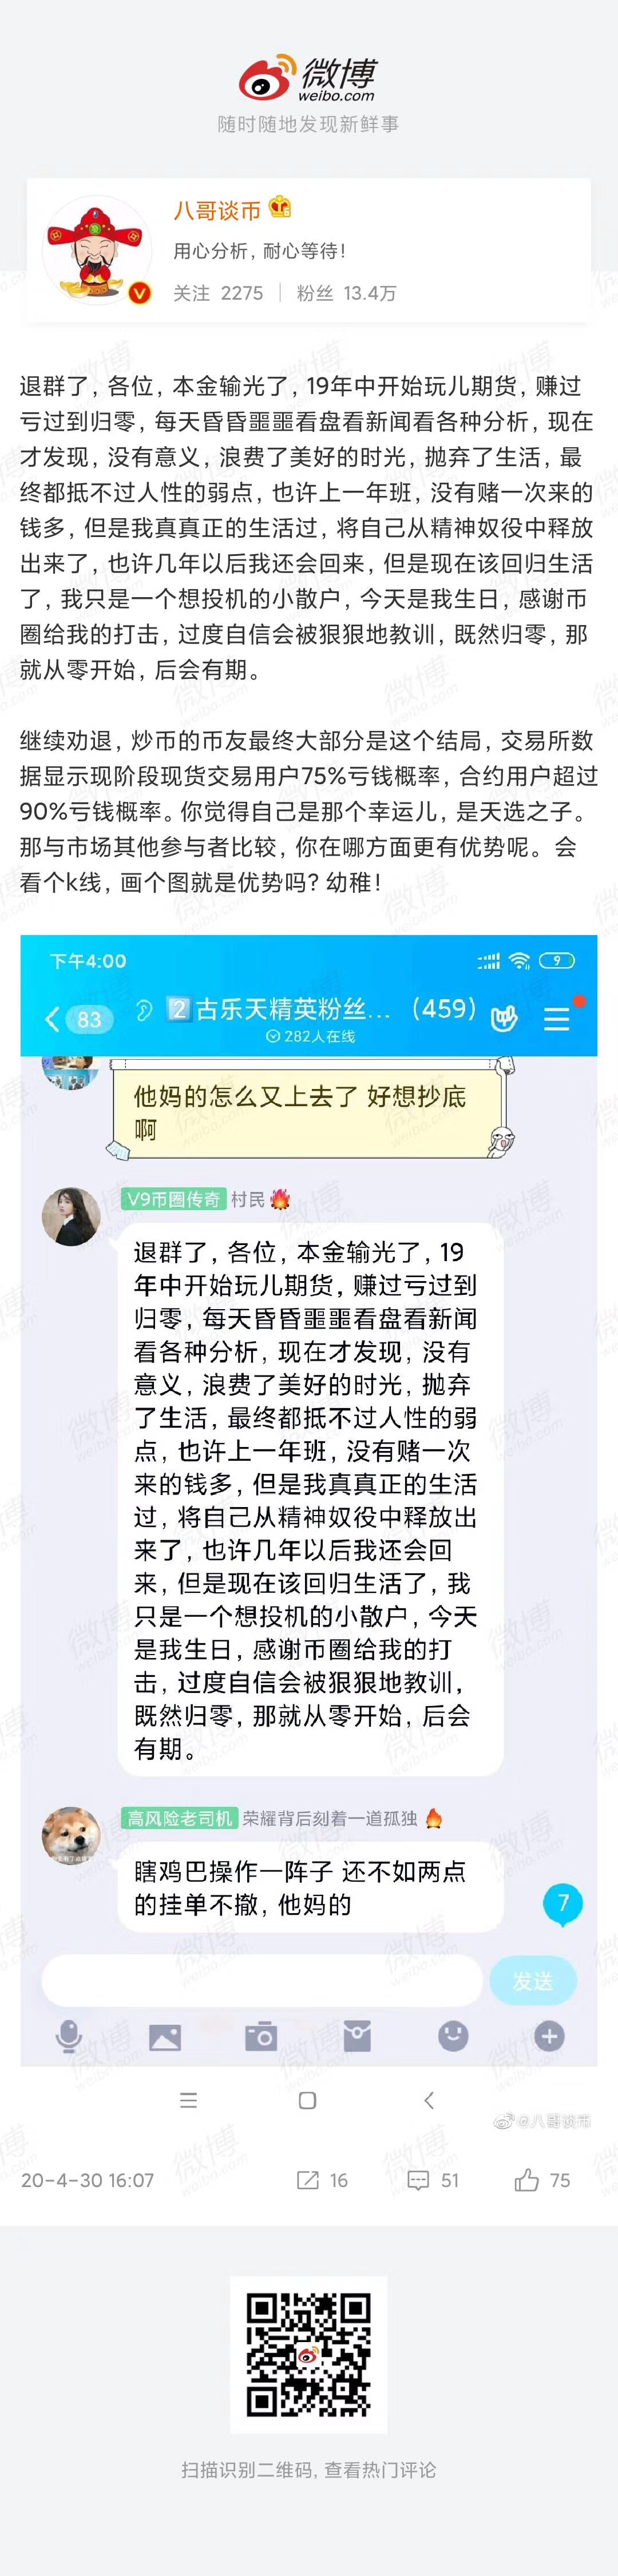 微博
weibo.com
随时随地发现新鲜事
八哥谈币
用心分析, 耐心等待!
关注 2275 | 粉丝 13.4万
退群了, 各位, 本金输光了, 19年中开始玩儿期货, 赚过
亏过到归零, 每天昏昏噩噩看盘看新闻看各种分析, 现在
才发现, 没有意义, 浪费了美好的时光, 抛弃了生活, 最
终都抵不过人性的弱点, 也许上一年班, 没有赌一次来的
钱多, 但是我真真正的生活过, 将自己从精神奴役中释放
出来了, 也许几年以后我还会回来, 但是现在该回归生活
了, 我只是一个想投机的小散户, 今天是我生日, 感谢币
圈给我的打击, 过度自信会被狠狠地教训, 既然归零, 那
就从零开始, 后会有期。
继续劝退, 炒币的币友最终大部分是这个结局, 交易所数
据显示现阶段现货交易用户75%亏钱概率, 合约用户超过
90%亏钱概率。你觉得自己是那个幸运儿, 是天选之子。
那与市场其他参与者比较, 你在哪方面更有优势呢。会
看个k线, 画个图就是优势吗? 幼稚!
下午4:00
9
83
2 古乐天精英粉丝... (459)
282人在线
他妈的怎么又上去了 好想抄底
啊
V9币圈传奇 村民
退群了, 各位, 本金输光了, 19
年中开始玩儿期货, 赚过亏过到
归零, 每天昏昏噩噩看盘看新闻
看各种分析, 现在才发现, 没有
意义, 浪费了美好的时光, 抛弃
了生活, 最终都抵不过人性的弱
点, 也许上一年班, 没有赌一次
来的钱多, 但是我真真正的生活
过, 将自己从精神奴役中释放出
来了, 也许几年以后我还会回
来, 但是现在该回归生活了, 我
只是一个想投机的小散户, 今天
是我生日, 感谢币圈给我的打
击, 过度自信会被狠狠地教训,
既然归零, 那就从零开始, 后会
有期。
高风险老司机 荣耀背后刻着一道孤独
瞎鸡巴操作一阵子 还不如两点
的挂单不撤, 他妈的
7
发送
@八哥谈币
20-4-30 16:07
16
51
75
扫描识别二维码, 查看热门评论